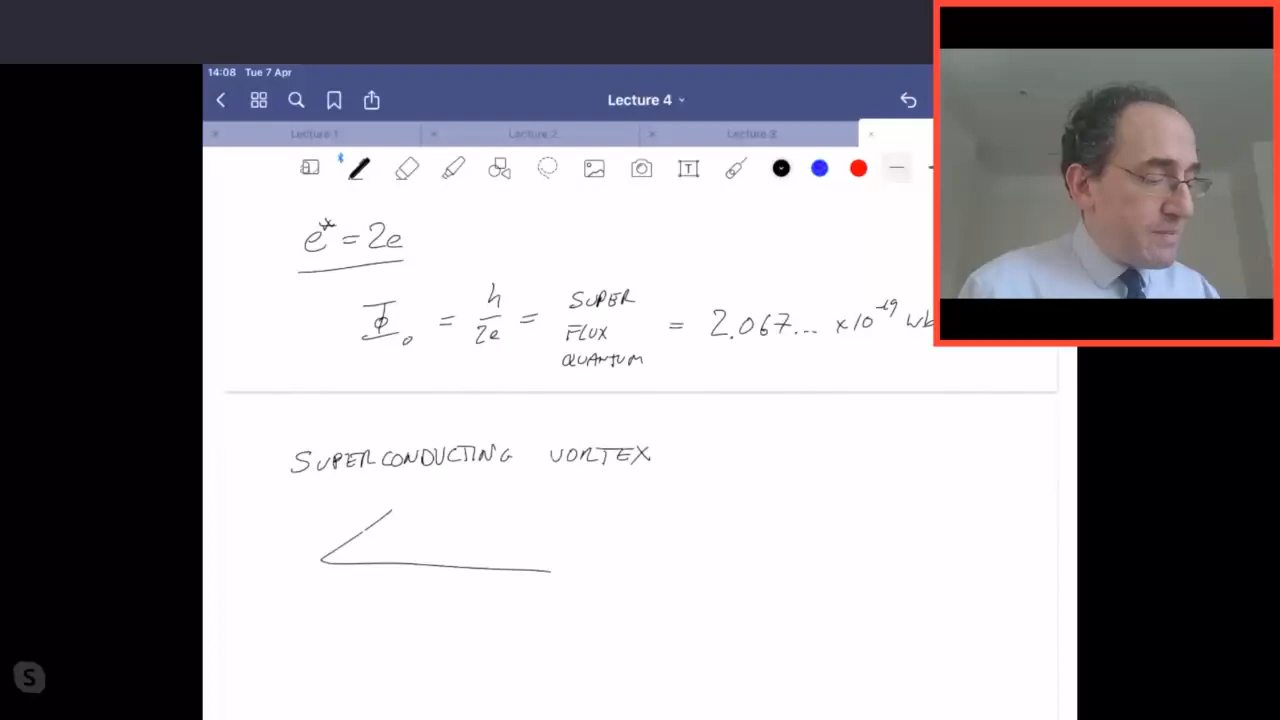 14:08 Tue 7 Apr
Lecture 4
Lecture 1 Lecture 2 Lecture 3
T
e* = 2e
Φ₀ = h/2e = SUPER FLUX QUANTUM = 2.067... ×10⁻¹⁹ Wb
SUPERCONDUCTING VORTEX
S